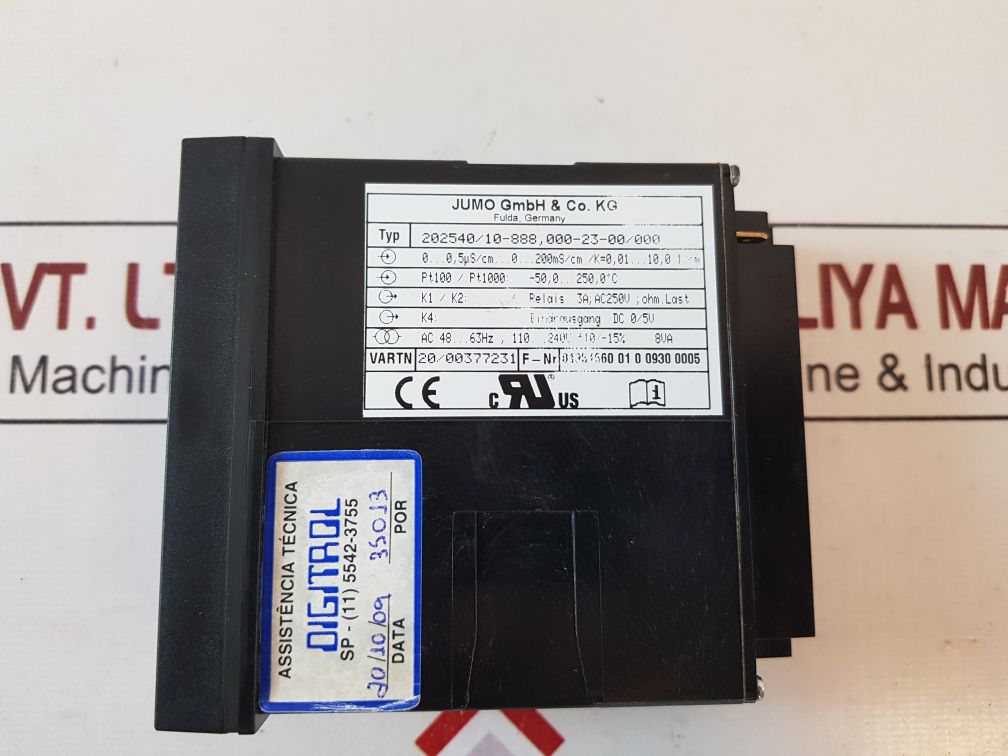 JUMO GmbH & Co. KG
Fulda, Germany
Typ 202540/10-888,000-23-00/000
0...0,5µS/cm...0...200mS/cm /K=0,01...10,0
Pt100 / Pt1000: -50,0...250,0°C
K1 / K2: Relais 3A;AC250V ;ohm.Last
K4: Binärausgang DC 0/5V
AC 48...63Hz , 110...240V +10/-15% 8VA
VARTN 20/00377231 F-Nr 60 01 0 0930 0005
CE C RU ® US i
ASSISTÊNCIA TÉCNICA
DIGITROL
SP - (11) 5542-3755
20/10/09 35013
DATA POR
VT. LT
LIYA MA
Machin
ne & Indu